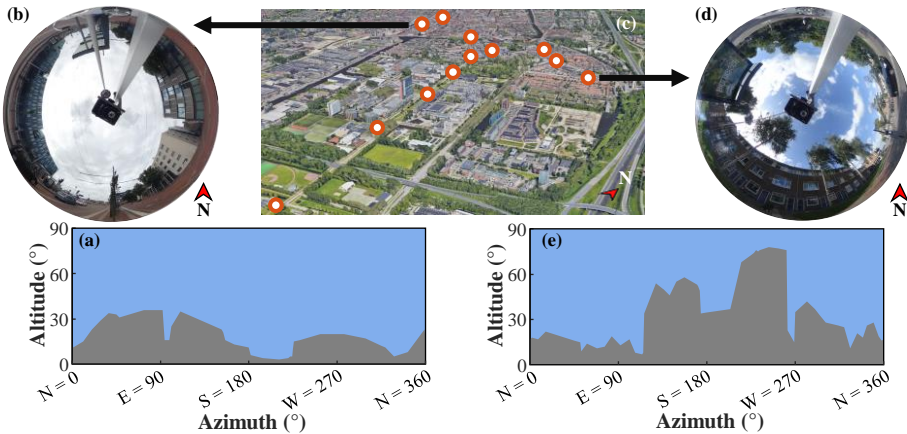 (b)
(c)
(d)
N
N
N
(a)
90
60
30
0
Altitude (°)
N = 0
E = 90
S = 180
W = 270
N = 360
Azimuth (°)
(e)
90
60
30
0
Altitude (°)
N = 0
E = 90
S = 180
W = 270
N = 360
Azimuth (°)